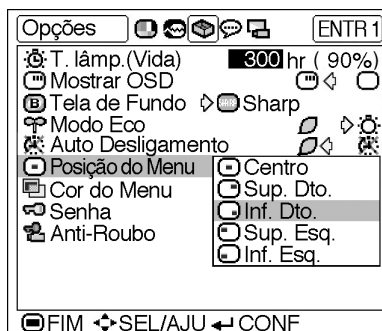 Opções ENTR 1
T. lâmp.(Vida) 300 hr ( 90%)
Mostrar OSD
B Tela de Fundo Sharp
Modo Eco
Auto Desligamento
Posição do Menu Centro
Cor do Menu Sup. Dto.
Senha Inf. Dto.
Anti-Roubo Sup. Esq.
Inf. Esq.
FIM SEL/AJU CONF